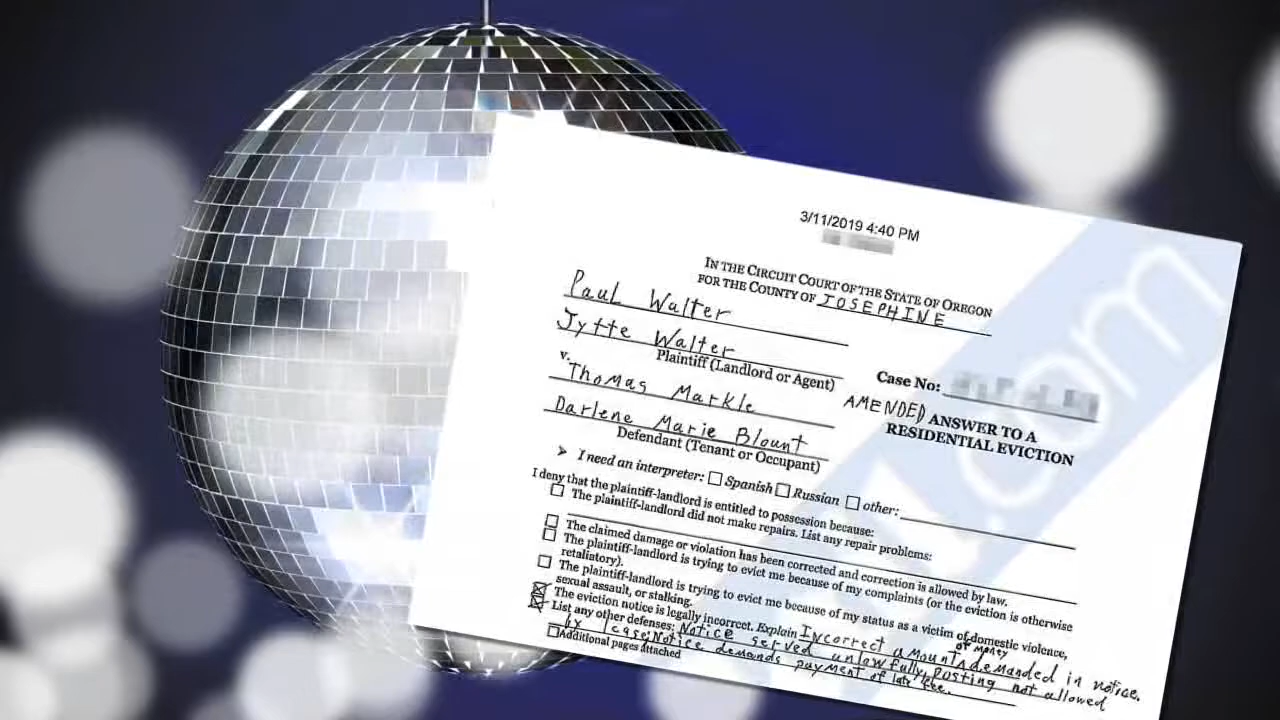 3/11/2019 4:40 PM
IN THE CIRCUIT COURT OF THE STATE OF OREGON
FOR THE COUNTY OF JOSEPHINE
Paul Walter
Jytte Walter
Plaintiff (Landlord or Agent)
v.
Thomas Markle
Darlene Marie Blount
Defendant (Tenant or Occupant)
Case No:
AMENDED ANSWER TO A
RESIDENTIAL EVICTION
➤ I need an interpreter: ☐ Spanish ☐ Russian ☐ other:
I deny that the plaintiff-landlord is entitled to possession because:
☐ The plaintiff-landlord did not make repairs. List any repair problems:
☐ The claimed damage or violation has been corrected and correction is allowed by law.
☐ The plaintiff-landlord is trying to evict me because of my complaints (or the eviction is otherwise
retaliatory).
☐ The plaintiff-landlord is trying to evict me because of my status as a victim of domestic violence,
sexual assault, or stalking.
☒ The eviction notice is legally incorrect. Explain Incorrect amount of money demanded in notice.
☒ List any other defenses: Notice served unlawfully, posting not allowed
by lease, Notice demands payment of late fee.
☐ Additional pages attached
.com